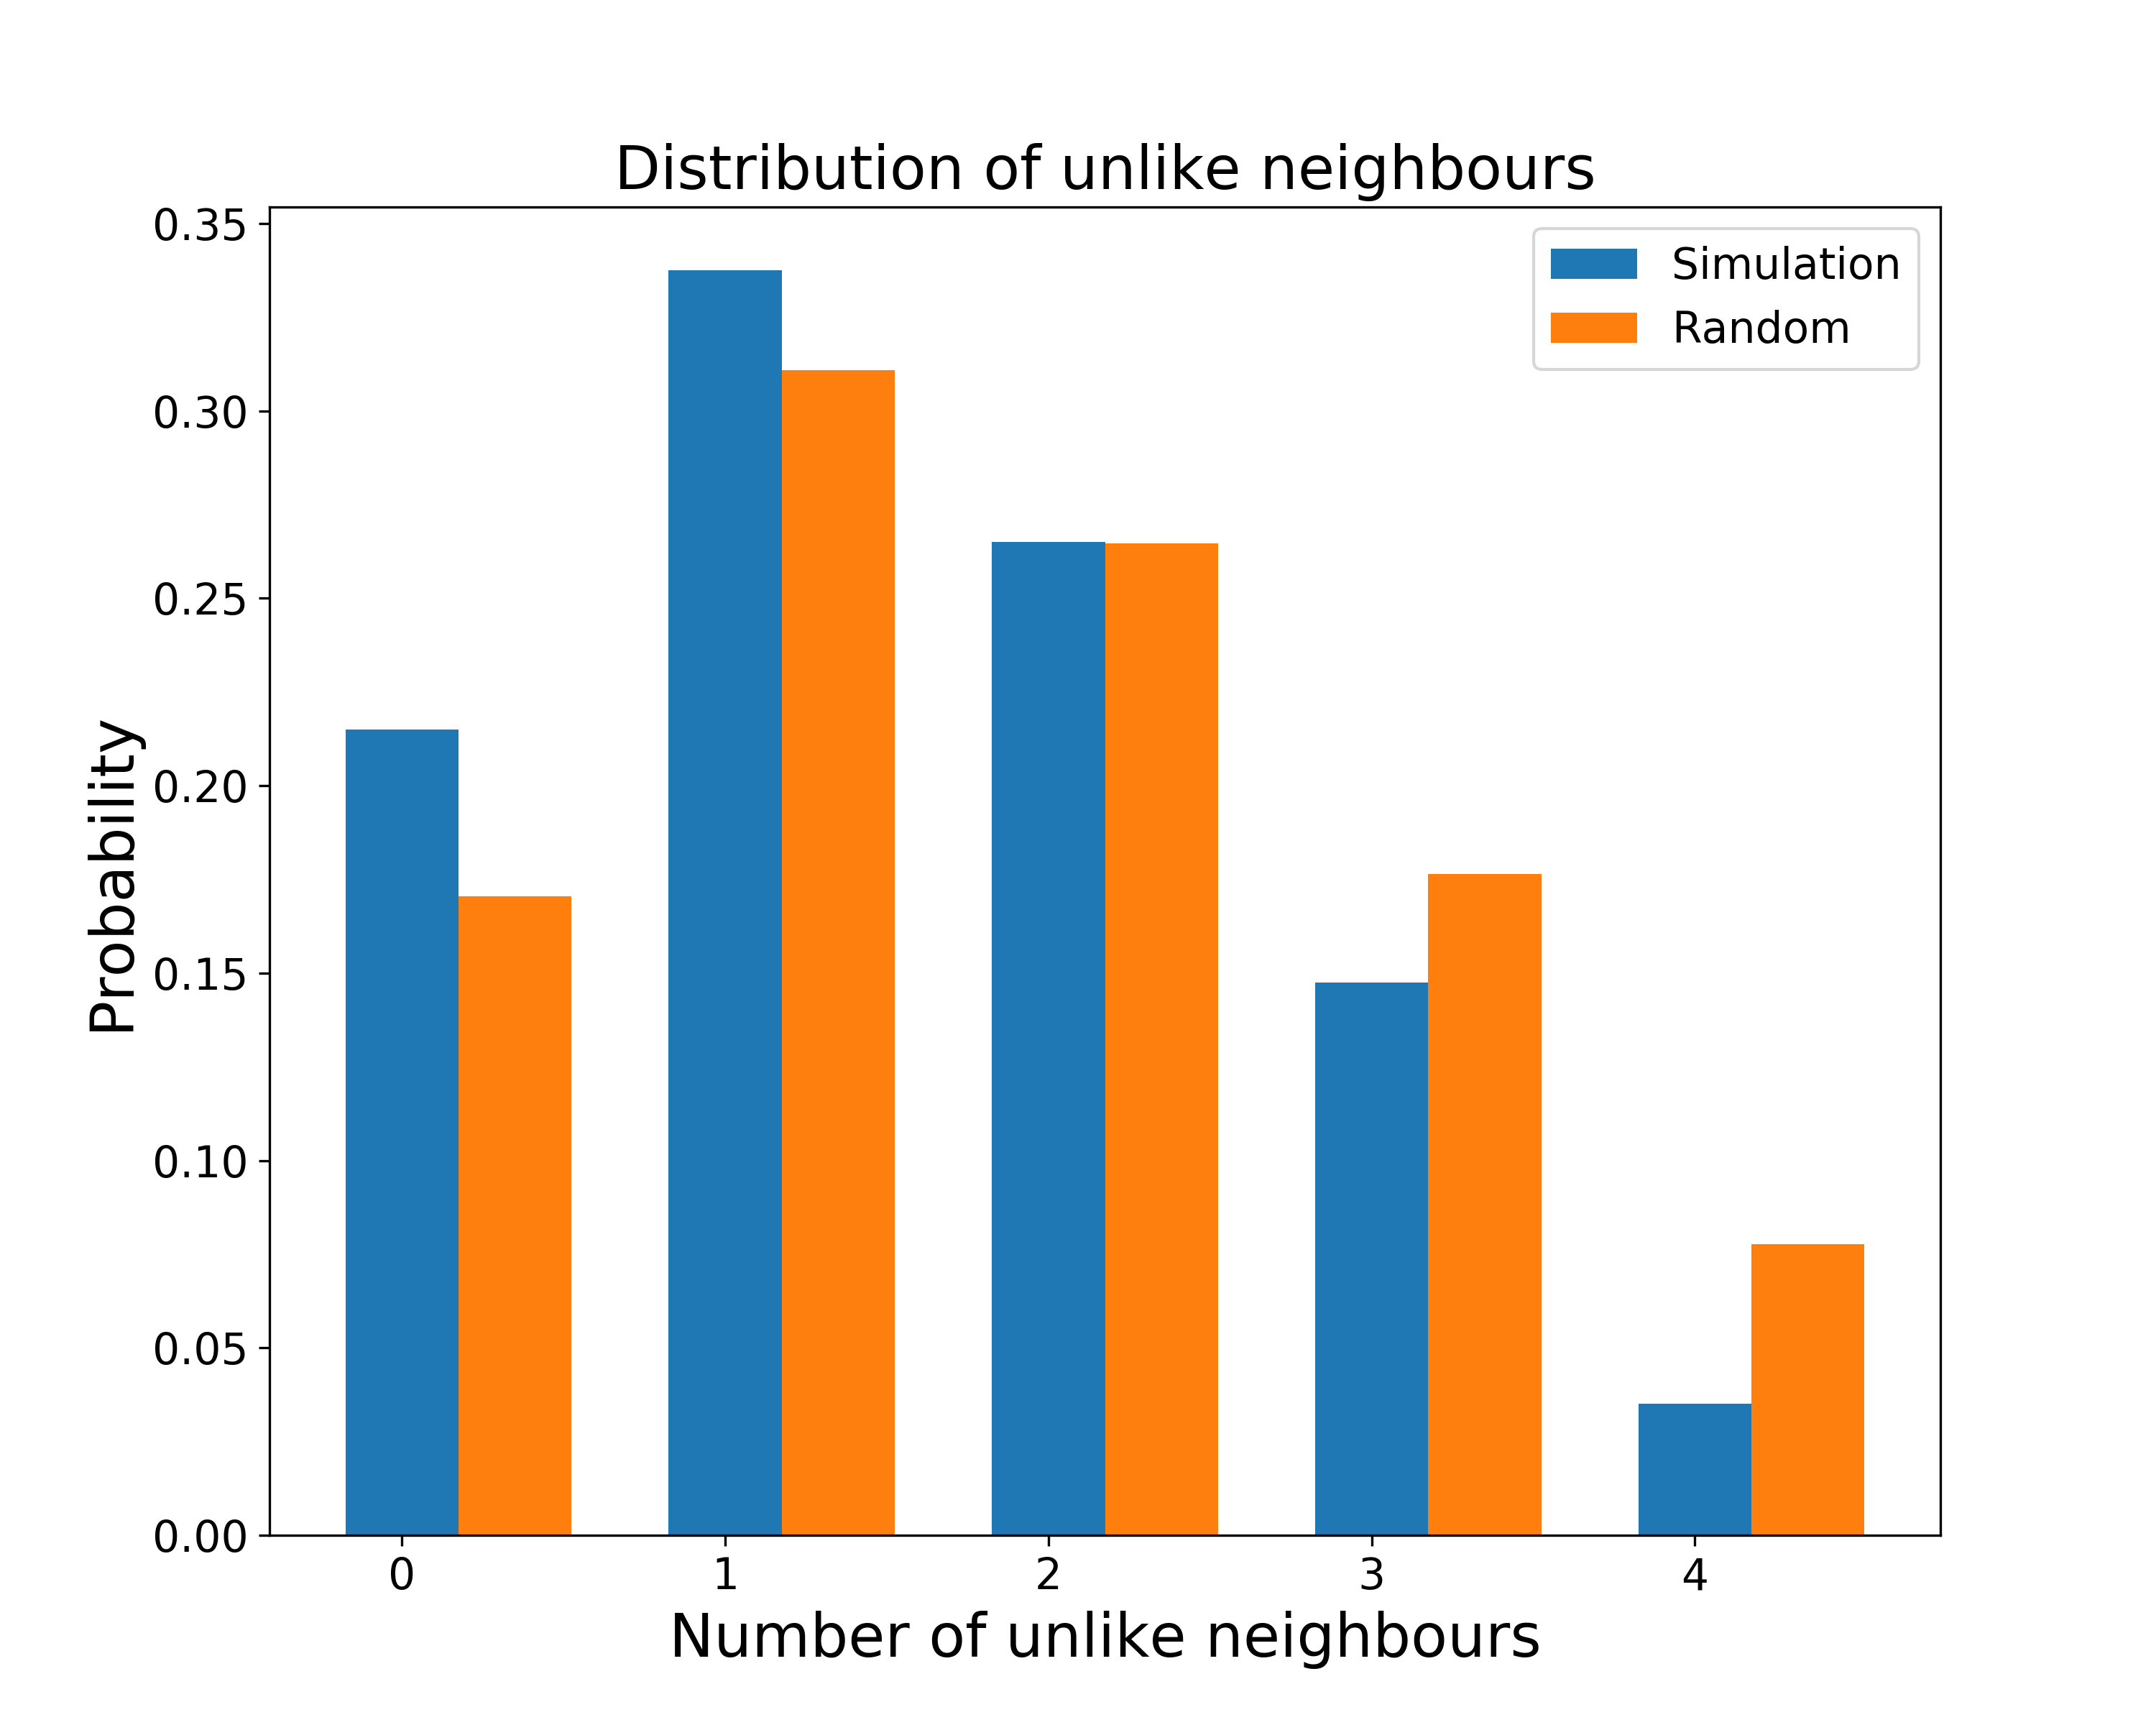 Distribution of unlike neighbours
0.35
0.30
0.25
0.20
0.15
0.10
0.05
0.00
Probability
Simulation
Random
0 1 2 3 4
Number of unlike neighbours